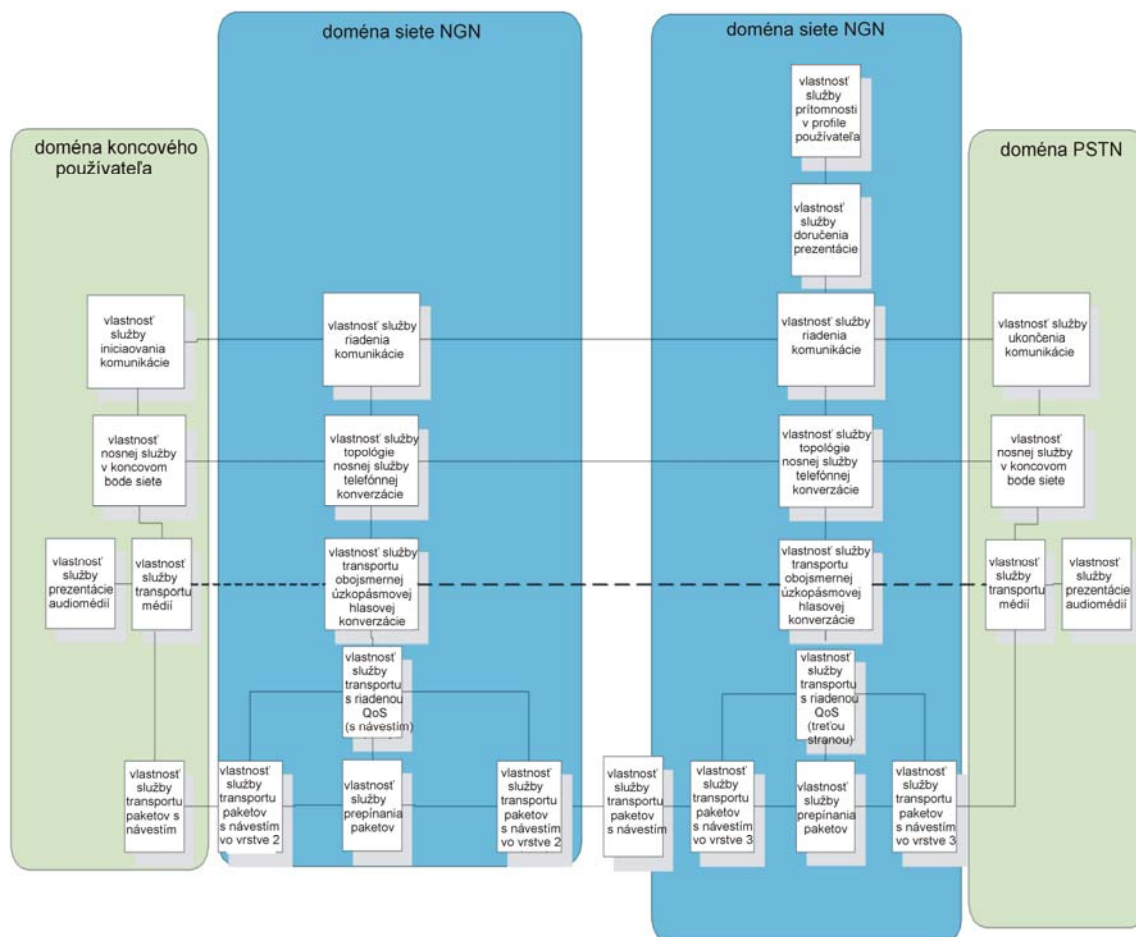 doména siete NGN
doména siete NGN
vlastnosť
služby
prítomnosti
v profile
používateľa
doména koncového
používateľa
doména PSTN
vlastnosť
služby
doručenia
prezentácie
vlastnosť
služby
iniciaovania
komunikácie
vlastnosť služby
riadenia
komunikácie
vlastnosť služby
riadenia
komunikácie
vlastnosť služby
ukončenia
komunikácie
vlastnosť
nosnej služby
v koncovom
bode siete
vlastnosť služby
topológie
nosnej služby
telefónnej
konverzácie
vlastnosť služby
topológie
nosnej služby
telefónnej
konverzácie
vlastnosť
nosnej služby
v koncovom
bode siete
vlastnosť
služby
prezentácie
audiomédií
vlastnosť
služby
transportu
médií
vlastnosť služby
transportu
obojsmernej
úzkopásmovej
hlasovej
konverzácie
vlastnosť služby
transportu
obojsmernej
úzkopásmovej
hlasovej
konverzácie
vlastnosť
služby
transportu
médií
vlastnosť
služby
prezentácie
audiomédií
vlastnosť
služby
transportu
s riadenou
QoS
(s návestím)
vlastnosť
služby
transportu
s riadenou
QoS
(treťou
stranou)
vlastnosť
služby
transportu
paketov s
návestím
vlastnosť
služby
transportu
paketov
s návestím
vo vrstve 2
vlastnosť
služby
prepínania
paketov
vlastnosť
služby
transportu
paketov
s návestím
vo vrstve 2
vlastnosť
služby
transportu
paketov
s návestím
vlastnosť
služby
transportu
paketov
s návestím
vo vrstve 3
vlastnosť
služby
prepínania
paketov
vlastnosť
služby
transportu
paketov
s návestím
vo vrstve 3